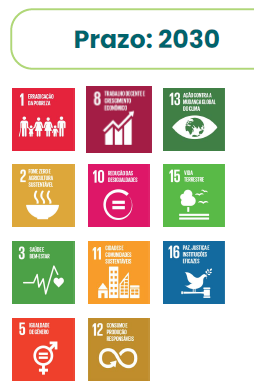 Prazo: 2030
1 ERRADICAÇÃO
DA POBREZA
8 TRABALHO DECENTE E
CRESCIMENTO
ECONÔMICO
13 AÇÃO CONTRA A
MUDANÇA GLOBAL
DO CLIMA
2 FOME ZERO E
AGRICULTURA
SUSTENTÁVEL
10 REDUÇÃO DAS
DESIGUALDADES
15 VIDA
TERRESTRE
3 SAÚDE E
BEM-ESTAR
11 CIDADES E
COMUNIDADES
SUSTENTÁVEIS
16 PAZ, JUSTIÇA E
INSTITUIÇÕES
EFICAZES
5 IGUALDADE
DE GÊNERO
12 CONSUMO E
PRODUÇÃO
RESPONSÁVEIS